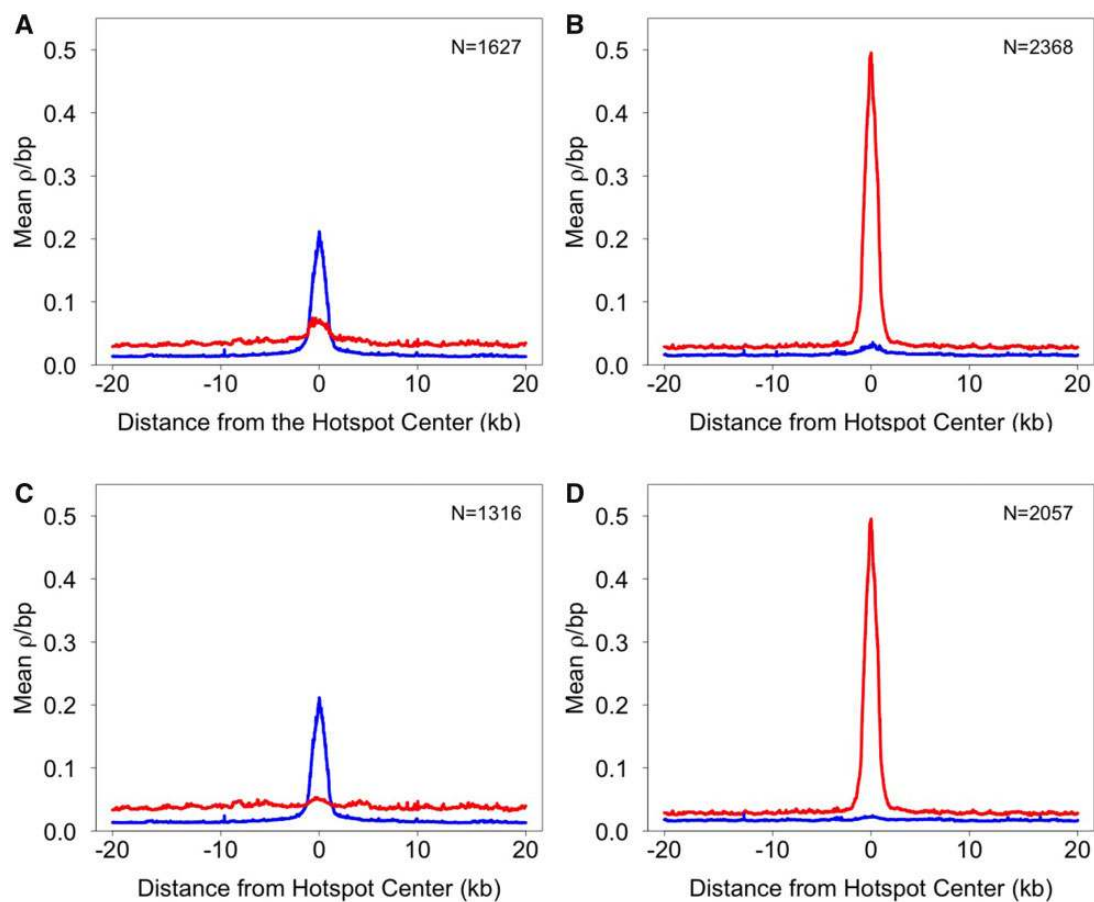 A
N=1627
0.5
0.4
0.3
0.2
0.1
0.0
Mean ρ/bp
-20 -10 0 10 20
Distance from the Hotspot Center (kb)
B
N=2368
0.5
0.4
0.3
0.2
0.1
0.0
Mean ρ/bp
-20 -10 0 10 20
Distance from Hotspot Center (kb)
C
N=1316
0.5
0.4
0.3
0.2
0.1
0.0
Mean ρ/bp
-20 -10 0 10 20
Distance from Hotspot Center (kb)
D
N=2057
0.5
0.4
0.3
0.2
0.1
0.0
Mean ρ/bp
-20 -10 0 10 20
Distance from Hotspot Center (kb)